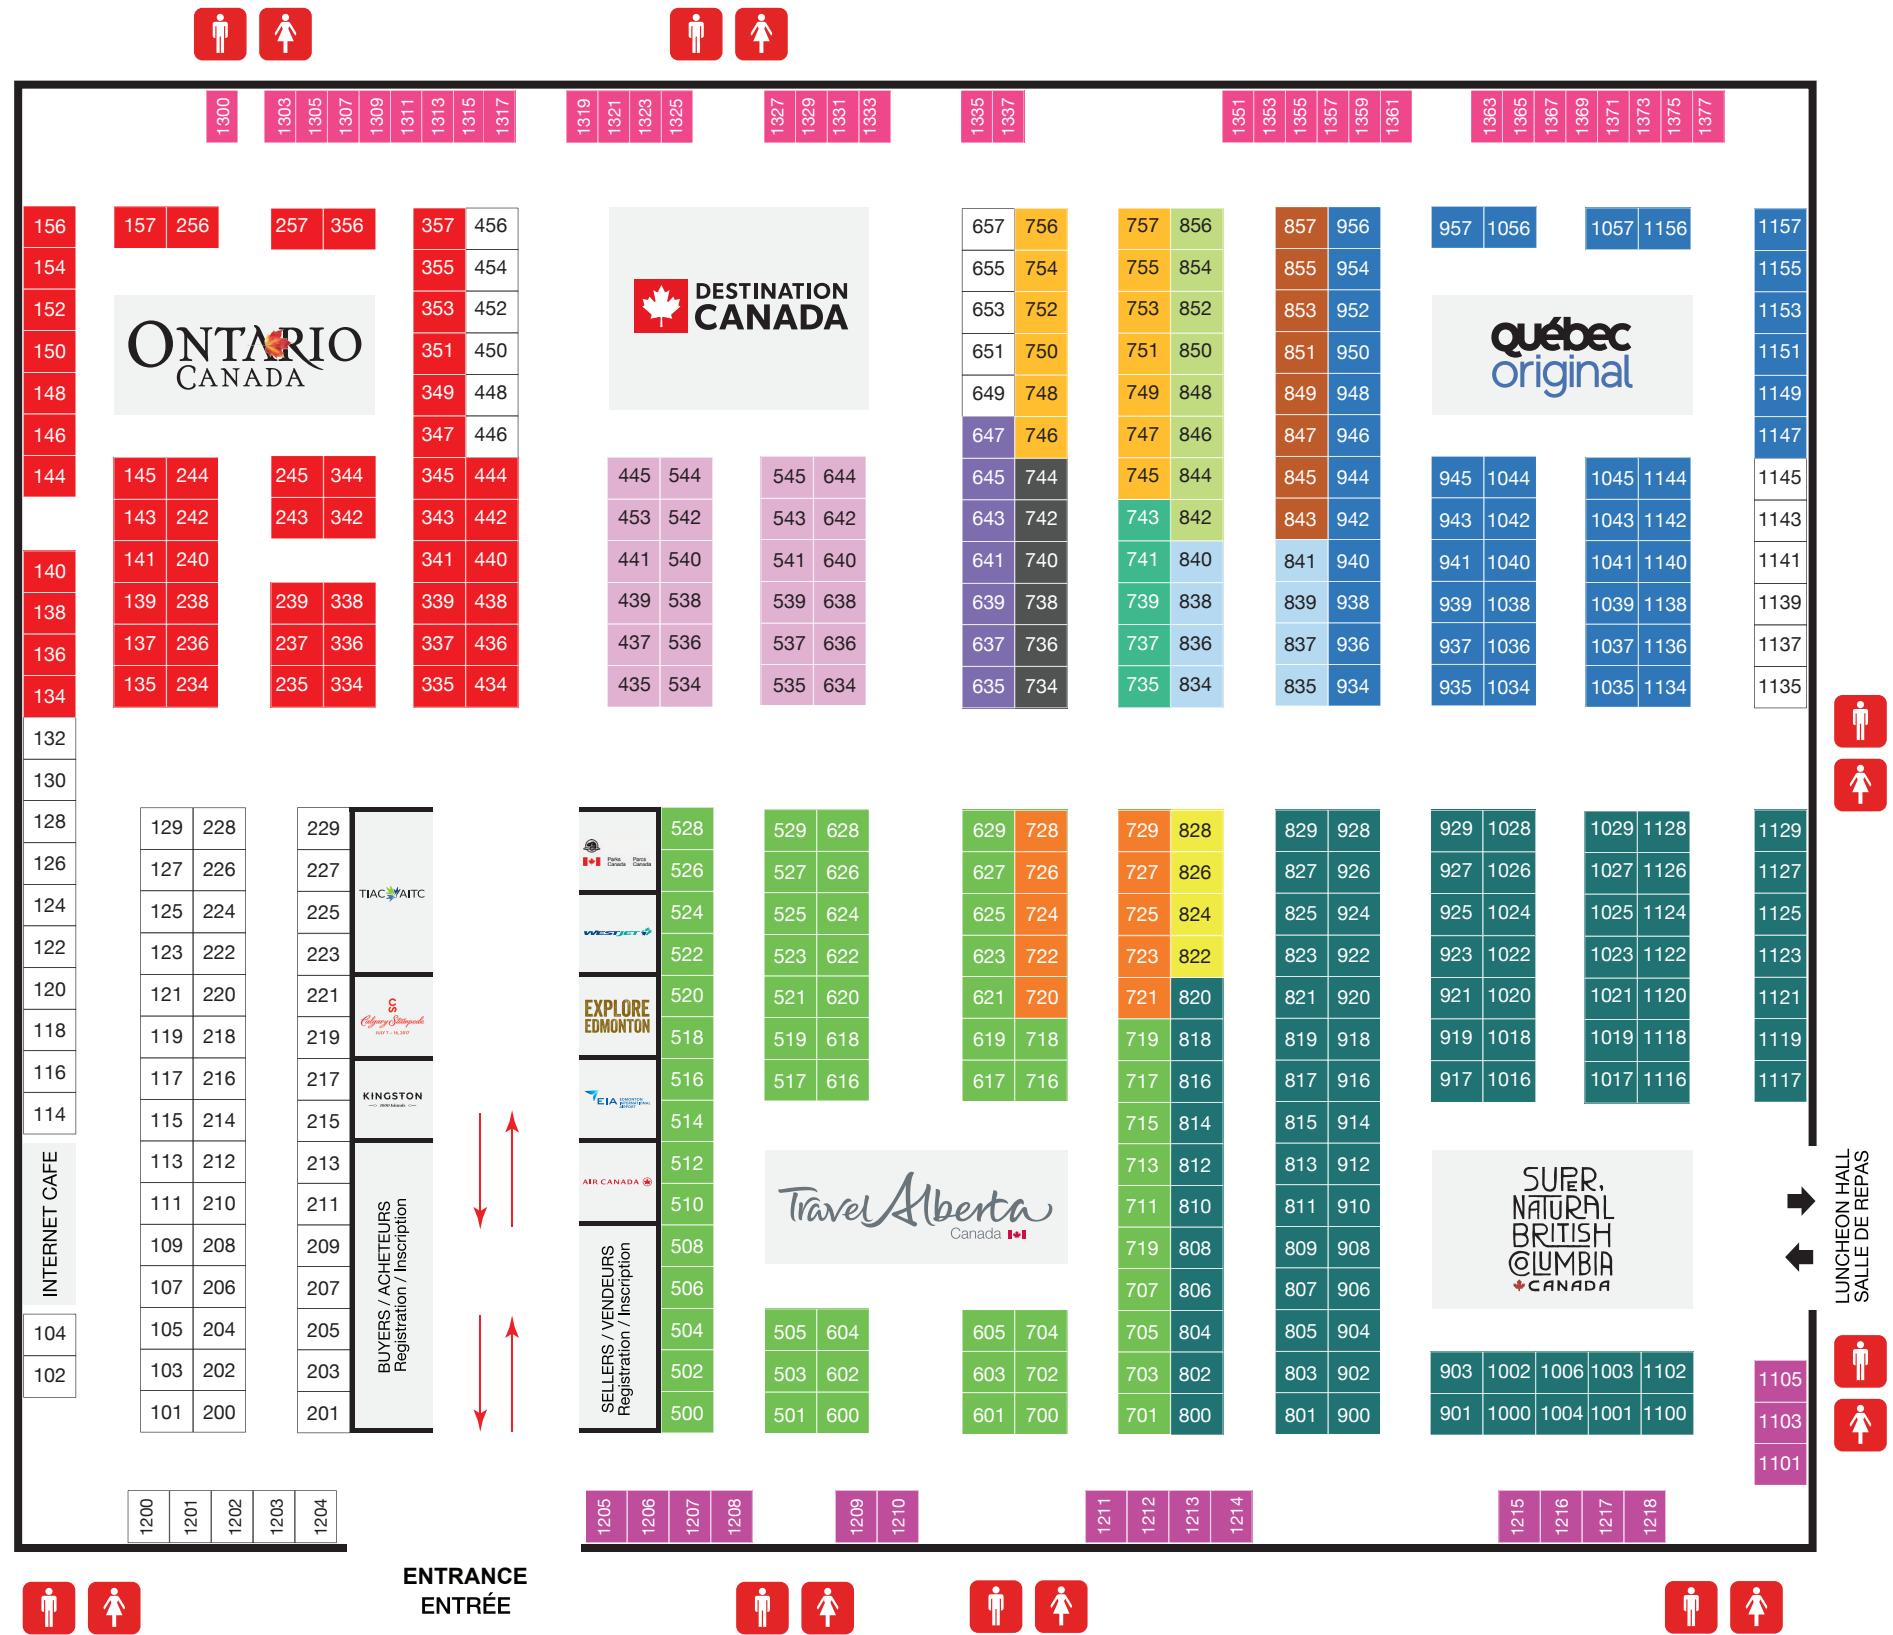 1300 1303 1305 1307 1309 1311 1313 1315 1317 1319 1321 1323 1325 1327 1329 1331 1333 1335 1337 1351 1353 1355 1357 1359 1361 1363 1365 1367 1369 1371 1373 1375 1377
156 157 256 257 356 357 456 657 756 757 856 857 956 957 1056 1057 1156 1157
154 355 454 655 754 755 854 855 954 1155
152 353 452 653 752 753 852 853 952 1153
150 351 450 651 750 751 850 851 950 1151
148 349 448 649 748 749 848 849 948 1149
146 347 446 647 746 747 846 847 946 1147
ONTARIO
CANADA
DESTINATION
CANADA
québec
original
144 145 244 245 344 345 444 445 544 545 644 645 744 745 844 845 944 945 1044 1045 1144 1145
143 242 243 342 343 442 453 542 543 642 643 742 743 842 843 942 943 1042 1043 1142 1143
140 141 240 341 440 441 540 541 640 641 740 741 840 841 940 941 1040 1041 1140 1141
138 139 238 239 338 339 438 439 538 539 638 639 738 739 838 839 938 939 1038 1039 1138 1139
136 137 236 237 336 337 436 437 536 537 636 637 736 737 836 837 936 937 1036 1037 1136 1137
134 135 234 235 334 335 434 435 534 535 634 635 734 735 834 835 934 935 1034 1035 1134 1135
132
130
128 129 228 229 528 529 628 629 728 729 828 829 928 929 1028 1029 1128 1129
126 127 226 227 526 527 626 627 726 727 826 827 926 927 1026 1027 1126 1127
124 125 224 225 524 525 624 625 724 725 824 825 924 925 1024 1025 1124 1125
122 123 222 223 522 523 622 623 722 723 822 823 922 923 1022 1023 1122 1123
120 121 220 221 520 521 620 621 720 721 820 821 920 921 1020 1021 1120 1121
118 119 218 219 518 519 618 619 718 719 818 819 918 919 1018 1019 1118 1119
116 117 216 217 516 517 616 617 716 717 816 817 916 917 1016 1017 1116 1117
114 115 214 215 514 715 814 815 914
113 212 213 512 713 812 813 912
111 210 211 510 711 810 811 910
109 208 209 508 719 808 809 908
107 206 207 506 707 806 807 906
104 105 204 205 504 505 604 605 704 705 804 805 904
102 103 202 203 502 503 602 603 702 703 802 803 902 903 1002 1006 1003 1102 1105
101 200 201 500 501 600 601 700 701 800 801 900 901 1000 1004 1001 1100 1103
1101
TIAC AITC
CS
Calgary Stampede
JULY 7 – 16, 2017
KINGSTON
1000 Islands
BUYERS / ACHETEURS
Registration / Inscription
Parks
Canada
Parcs
Canada
WESTJET
EXPLORE
EDMONTON
EIA EDMONTON
INTERNATIONAL
AIRPORT
AIR CANADA
SELLERS / VENDEURS
Registration / Inscription
INTERNET CAFE
Travel Alberta
Canada
SUPER,
NATURAL
BRITISH
COLUMBIA
CANADA
LUNCHEON HALL
SALLE DE REPAS
1200 1201 1202 1203 1204 1205 1206 1207 1208 1209 1210 1211 1212 1213 1214 1215 1216 1217 1218
ENTRANCE
ENTRÉE